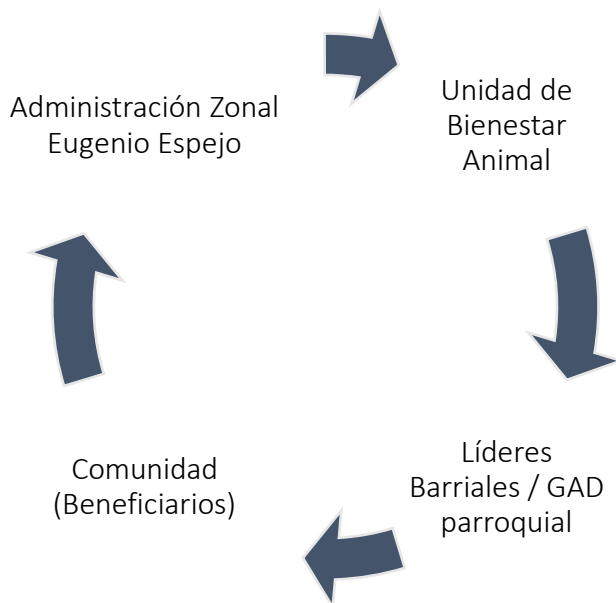 Administración Zonal
Eugenio Espejo
Unidad de
Bienestar
Animal
Líderes
Barriales / GAD
parroquial
Comunidad
(Beneficiarios)